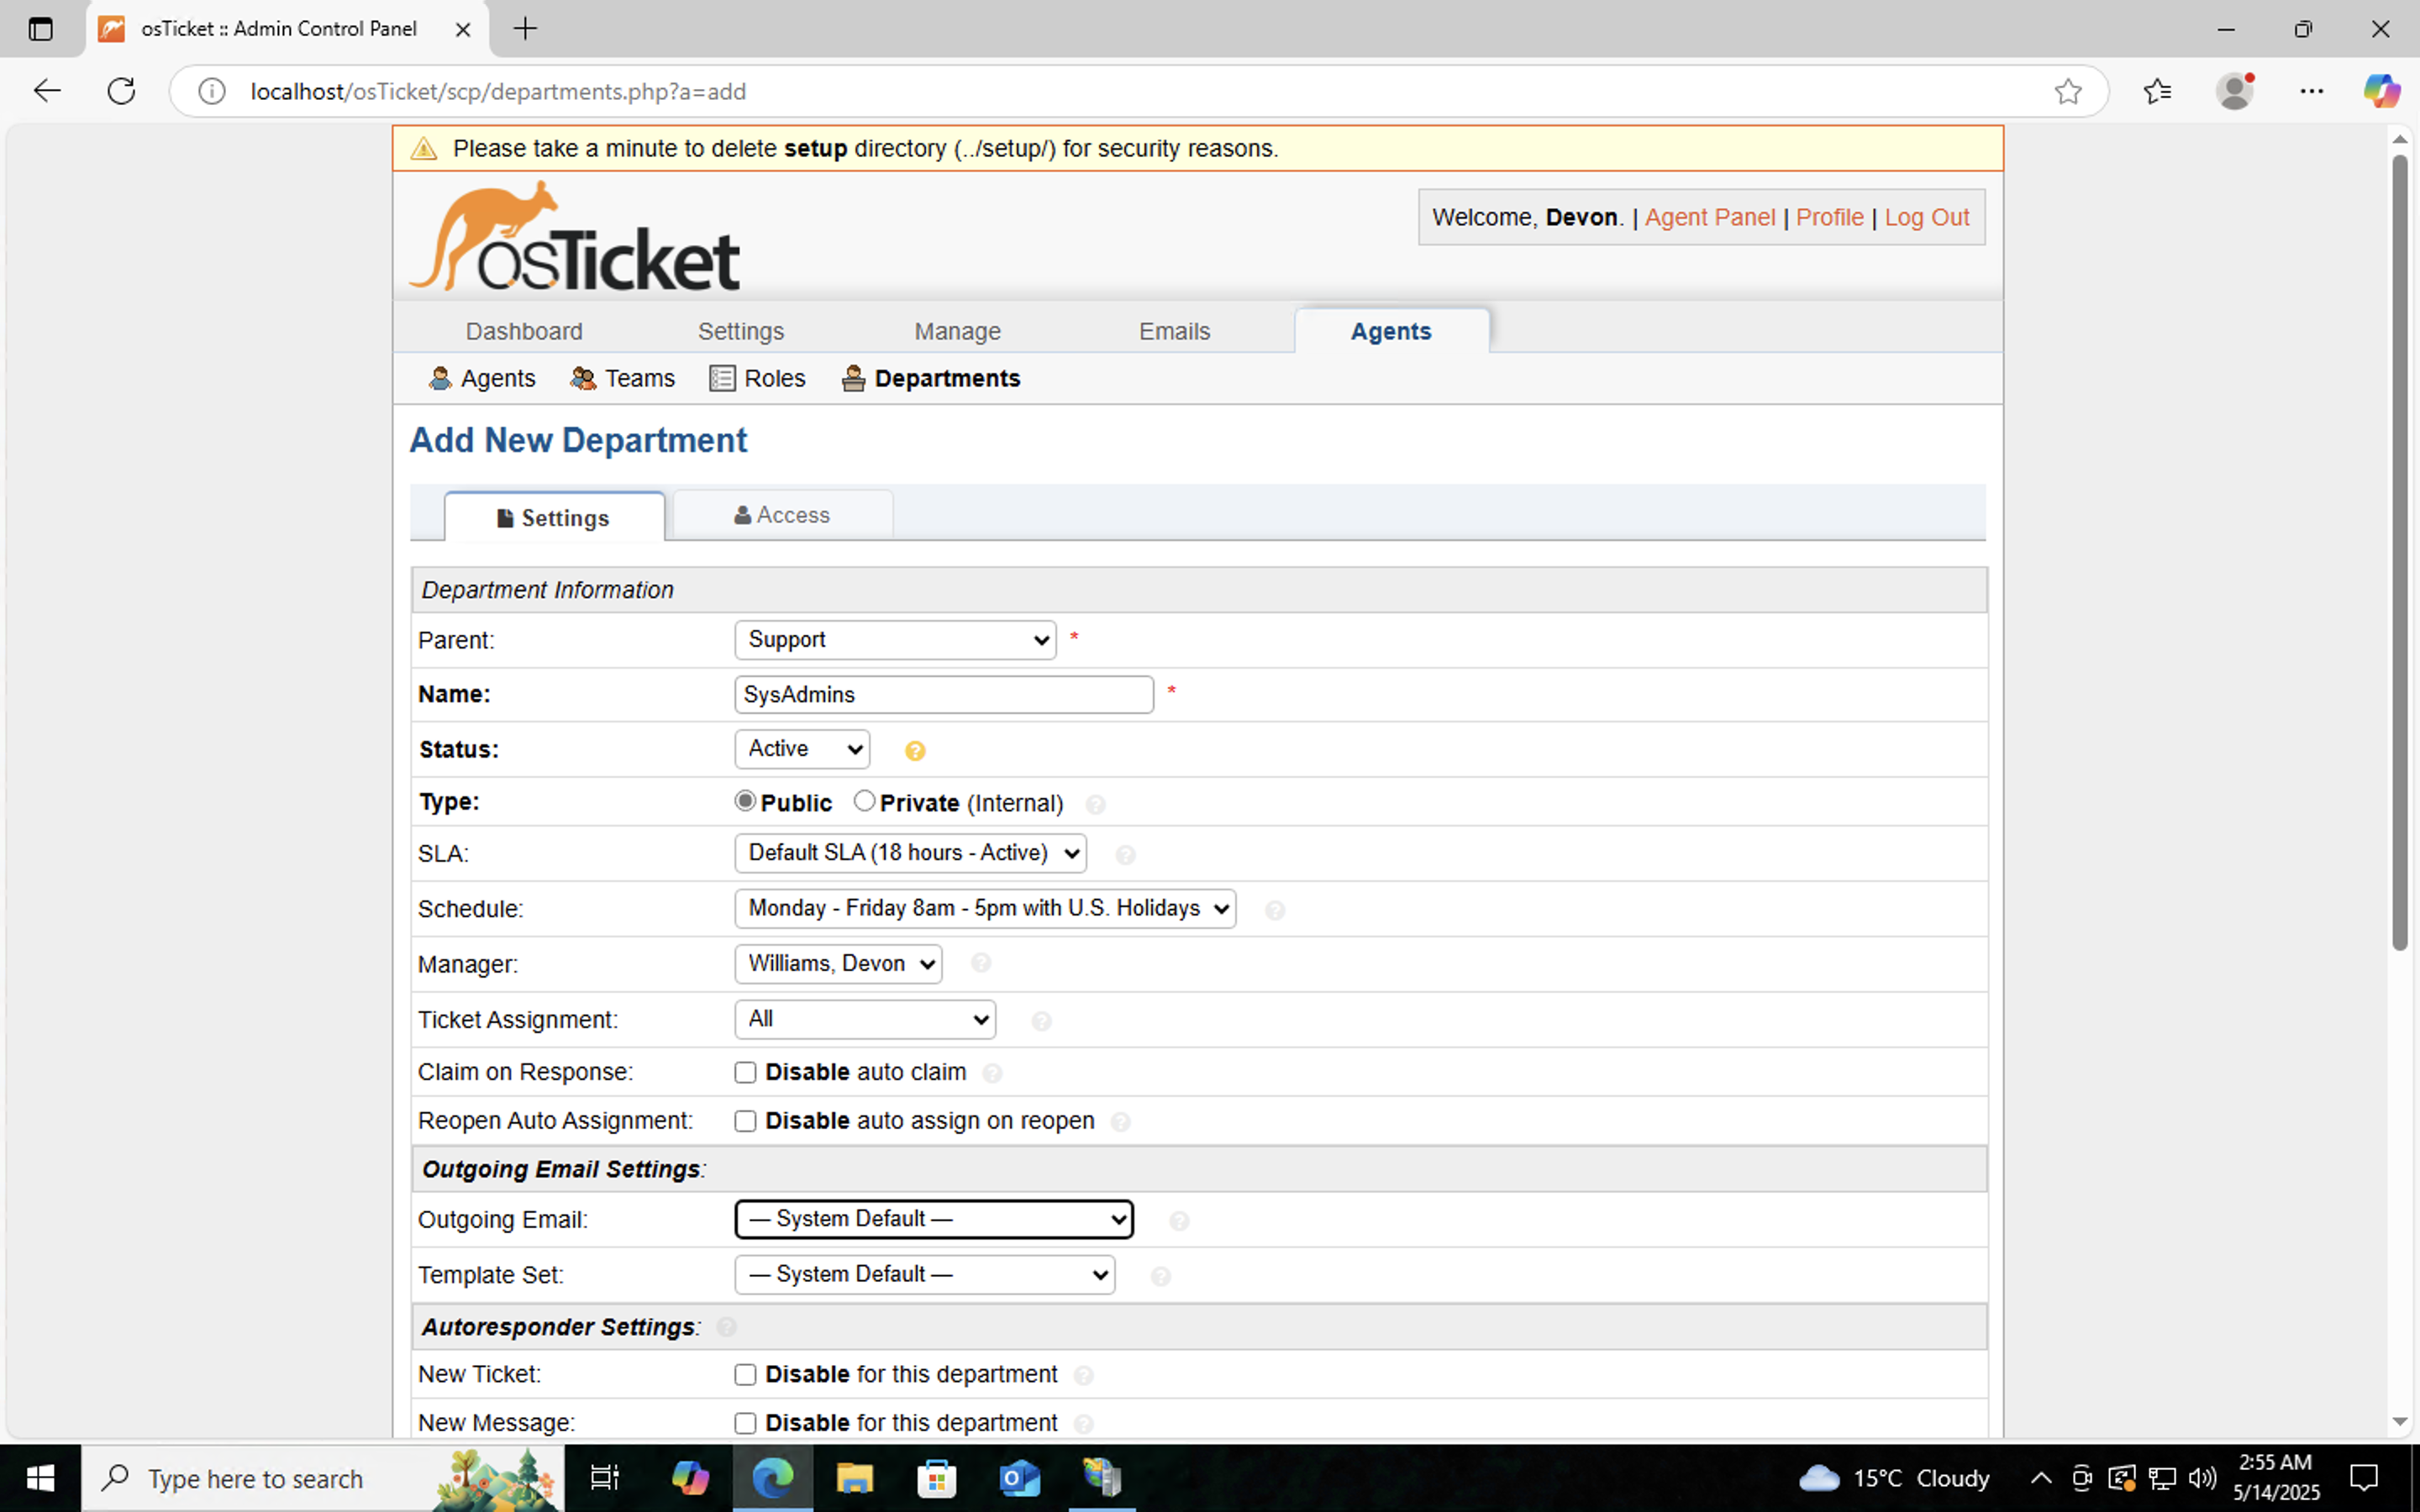 osTicket :: Admin Control Panel
localhost/osTicket/scp/departments.php?a=add
Please take a minute to delete setup directory (../setup/) for security reasons.
osTicket
Welcome, Devon. | Agent Panel | Profile | Log Out
Dashboard Settings Manage Emails Agents
Agents Teams Roles Departments
Add New Department
Settings Access
Department Information
Parent: Support *
Name: SysAdmins *
Status: Active ?
Type: Public Private (Internal) ?
SLA: Default SLA (18 hours - Active) ?
Schedule: Monday - Friday 8am - 5pm with U.S. Holidays ?
Manager: Williams, Devon ?
Ticket Assignment: All ?
Claim on Response: Disable auto claim ?
Reopen Auto Assignment: Disable auto assign on reopen ?
Outgoing Email Settings:
Outgoing Email: — System Default — ?
Template Set: — System Default — ?
Autoresponder Settings: ?
New Ticket: Disable for this department ?
New Message: Disable for this department ?
Type here to search
15°C Cloudy
2:55 AM
5/14/2025